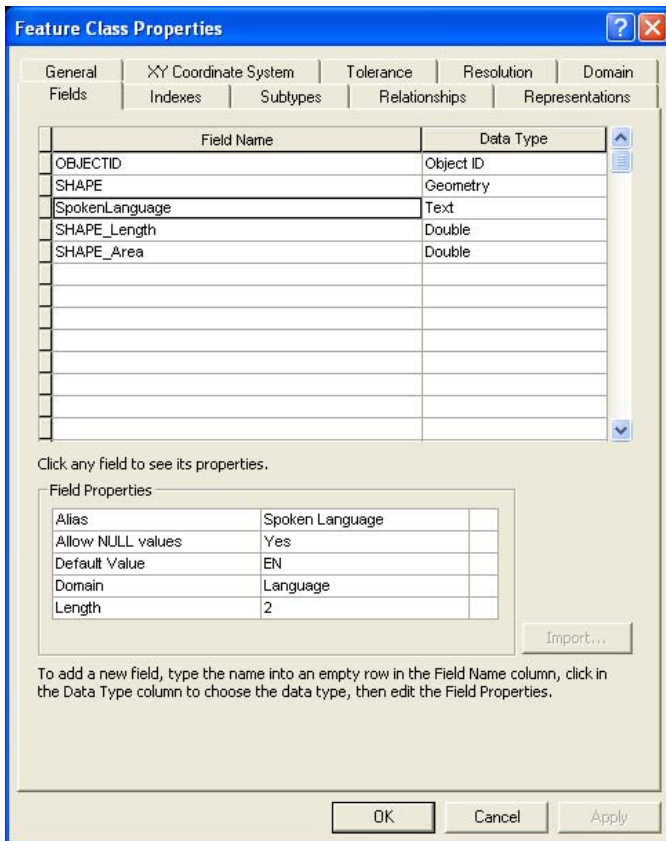 Feature Class Properties
General XY Coordinate System Tolerance Resolution Domain
Fields Indexes Subtypes Relationships Representations
Field Name Data Type
OBJECTID Object ID
SHAPE Geometry
SpokenLanguage Text
SHAPE_Length Double
SHAPE_Area Double
Click any field to see its properties.
Field Properties
Alias Spoken Language
Allow NULL values Yes
Default Value EN
Domain Language
Length 2
Import...
To add a new field, type the name into an empty row in the Field Name column, click in
the Data Type column to choose the data type, then edit the Field Properties.
OK Cancel Apply